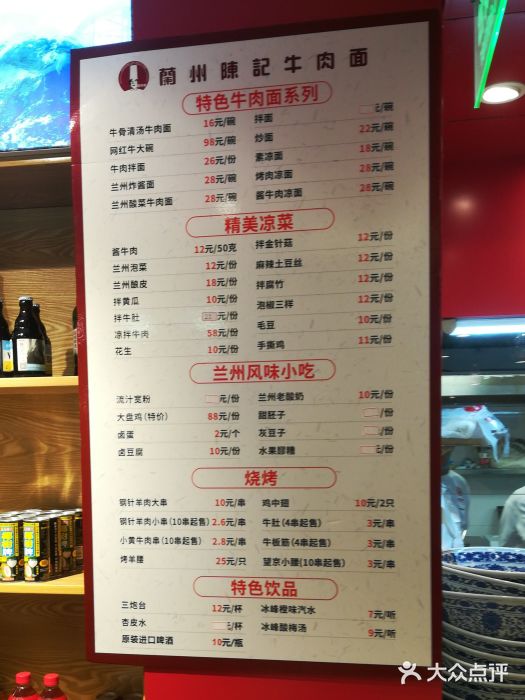 蘭州陳記牛肉面
特色牛肉面系列
牛骨清汤牛肉面 16元/碗
网红牛大碗 98元/碗
牛肉拌面 26元/份
兰州炸酱面 28元/碗
兰州酸菜牛肉面 28元/碗
拌面 元/碗
炒面 22元/碗
素凉面 18元/碗
烤肉凉面 28元/碗
酱牛肉凉面 28元/碗
精美凉菜
酱牛肉 12元/50克
兰州泡菜 12元/份
兰州酿皮 18元/份
拌黄瓜 10元/份
拌牛肚 元/份
凉拌牛肉 58元/份
花生 10元/份
拌金针菇 12元/份
麻辣土豆丝 12元/份
拌腐竹 12元/份
泡椒三样 12元/份
毛豆 10元/份
手撕鸡 11元/份
兰州风味小吃
流汁宽粉 元/份
大盘鸡(特价) 88元/份
卤蛋 2元/个
卤豆腐 10元/份
兰州老酸奶 10元/份
甜胚子 /份
灰豆子 /份
水果醪糟 /份
烧烤
钢针羊肉大串 10元/串
钢针羊肉小串(10串起售) 2.6元/串
小黄牛肉串(10串起售) 2.8元/串
烤羊腰 25元/只
鸡中翅 10元/2只
牛肚(4串起售) 3元/串
牛板筋(4串起售) 3元/串
望京小腰(10串起售) 3元/串
特色饮品
三炮台 12元/杯
杏皮水 元/杯
原装进口啤酒 10元/瓶
冰峰橙味汽水 7元/听
冰峰酸梅汤 9元/听
大众点评